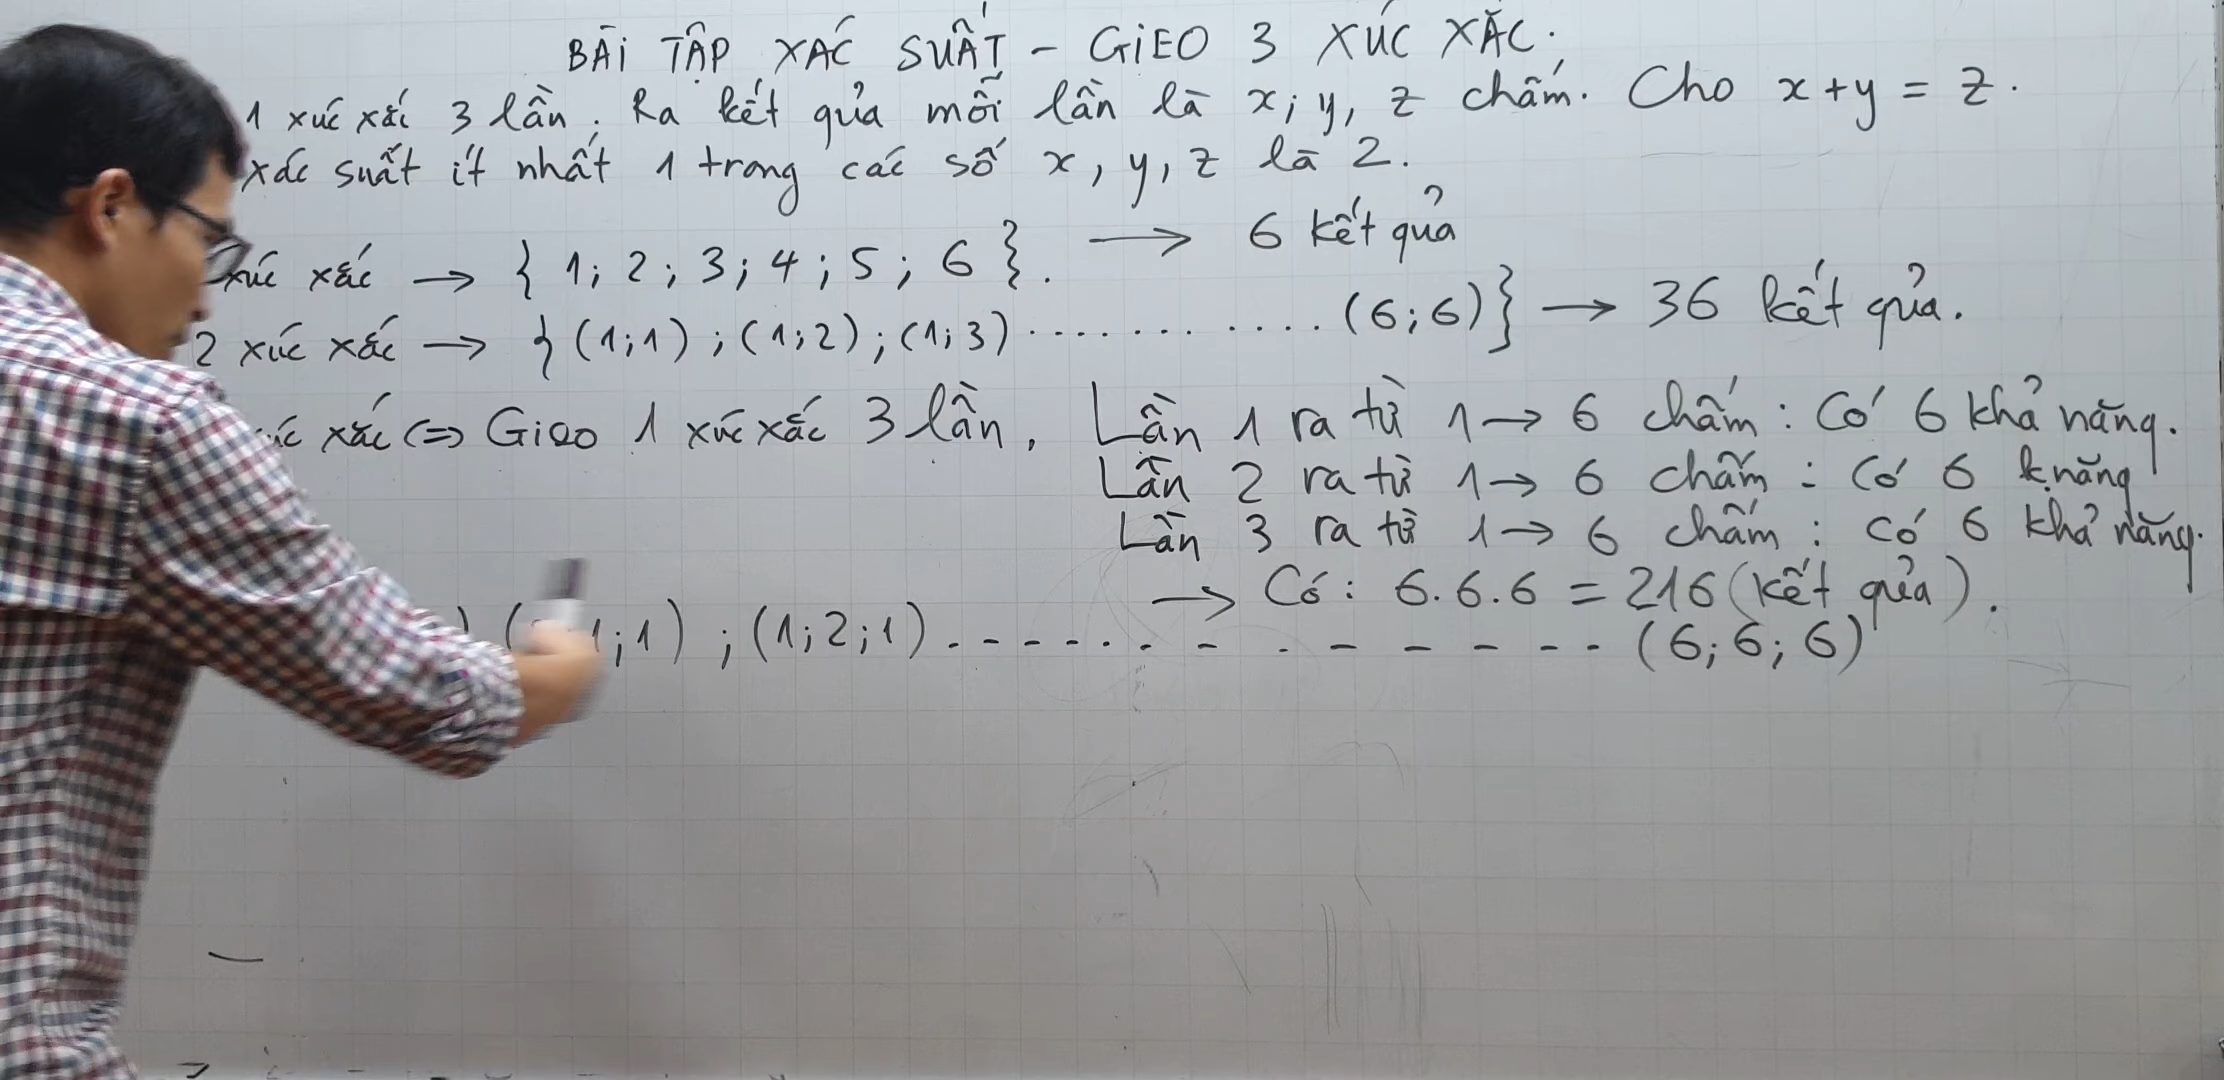 BÀI TẬP XÁC SUẤT - GIEO 3 XÚC XẮC.
1 xúc xắc 3 lần. Ra kết qủa mỗi lần là x; y, z chấm. Cho x + y = z.
xác suất ít nhất 1 trong các số x, y, z là 2.
xúc xắc → { 1; 2; 3; 4; 5; 6 }. → 6 kết quả
2 xúc xắc → { (1;1); (1;2); (1;3) ............ (6;6)} → 36 kết qủa.
xắc <=> Gieo 1 xúc xắc 3 lần, Lần 1 ra từ 1 → 6 chấm: Có 6 khả năng.
Lần 2 ra từ 1 → 6 chấm: Có 6 k.năng
Lần 3 ra từ 1 → 6 chấm: Có 6 khả năng.
→ Có: 6.6.6 = 216 (kết qủa).
;1); (1;2;1) ............ (6;6;6)